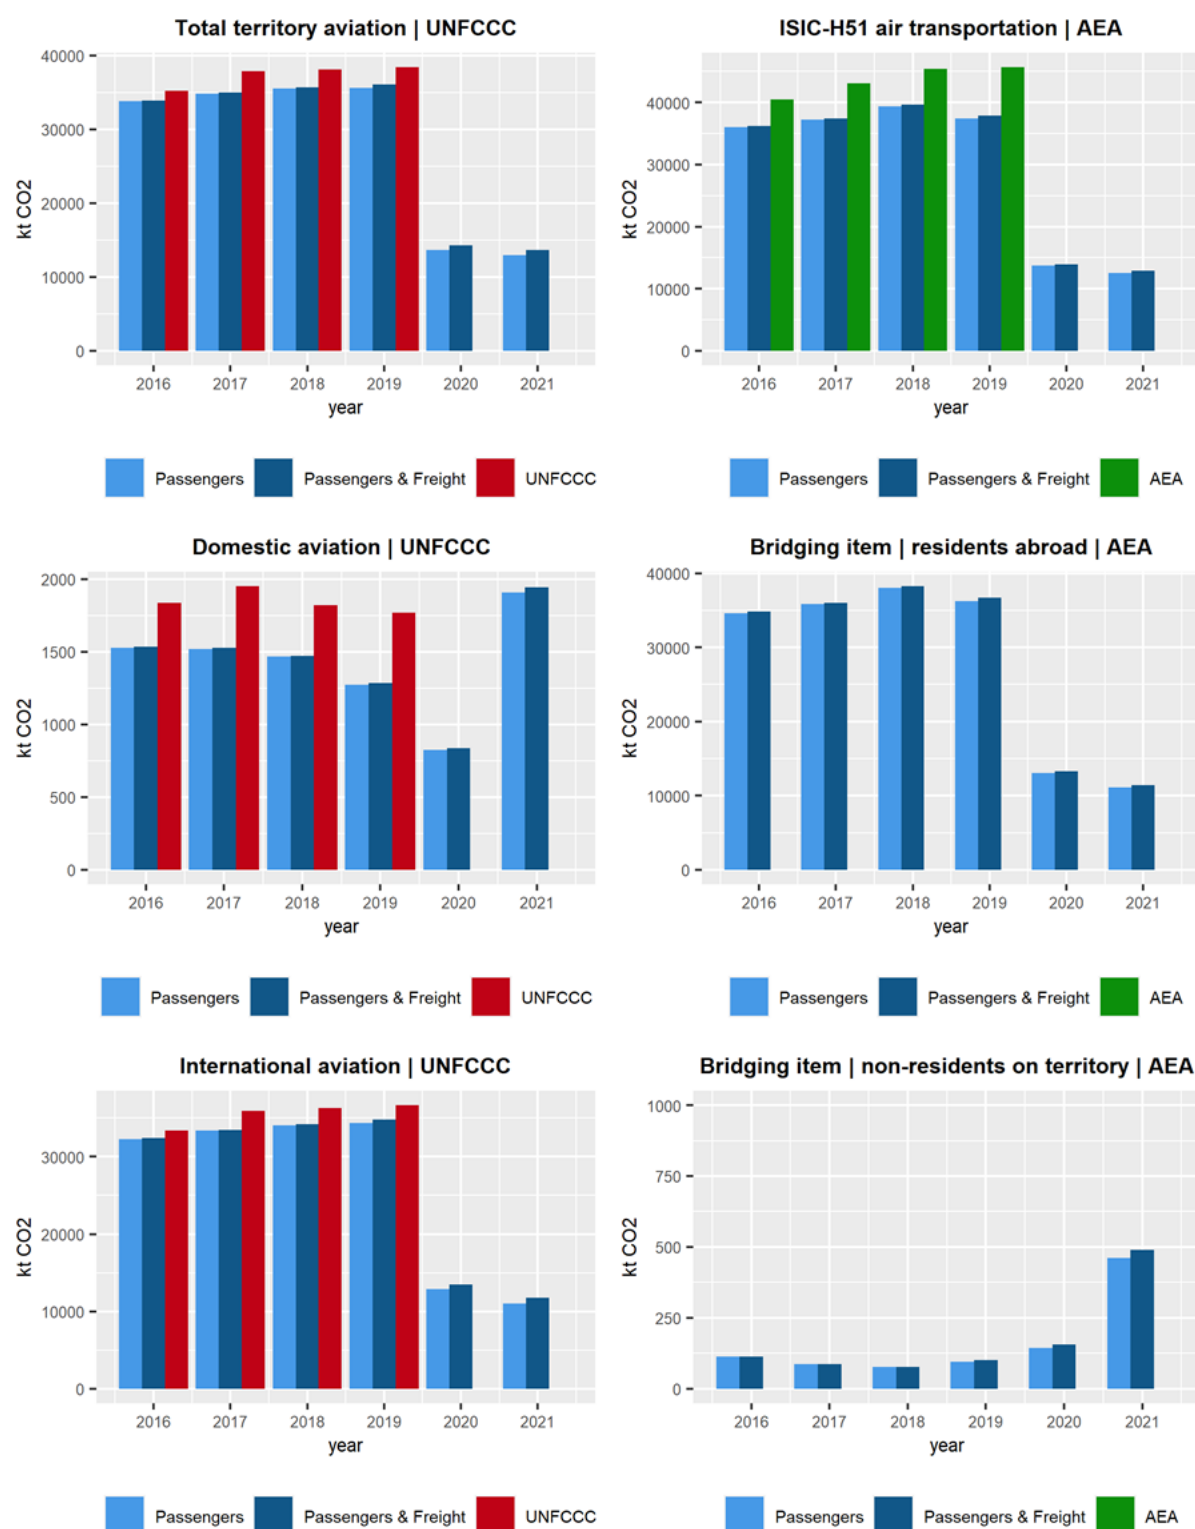 Total territory aviation | UNFCCC
40000
30000
20000
10000
0
kt CO2
2016 2017 2018 2019 2020 2021
year
Passengers Passengers & Freight UNFCCC
ISIC-H51 air transportation | AEA
40000
30000
20000
10000
0
kt CO2
2016 2017 2018 2019 2020 2021
year
Passengers Passengers & Freight AEA
Domestic aviation | UNFCCC
2000
1500
1000
500
0
kt CO2
2016 2017 2018 2019 2020 2021
year
Passengers Passengers & Freight UNFCCC
Bridging item | residents abroad | AEA
40000
30000
20000
10000
0
kt CO2
2016 2017 2018 2019 2020 2021
year
Passengers Passengers & Freight AEA
International aviation | UNFCCC
30000
20000
10000
0
kt CO2
2016 2017 2018 2019 2020 2021
year
Passengers Passengers & Freight UNFCCC
Bridging item | non-residents on territory | AEA
1000
750
500
250
0
kt CO2
2016 2017 2018 2019 2020 2021
year
Passengers Passengers & Freight AEA